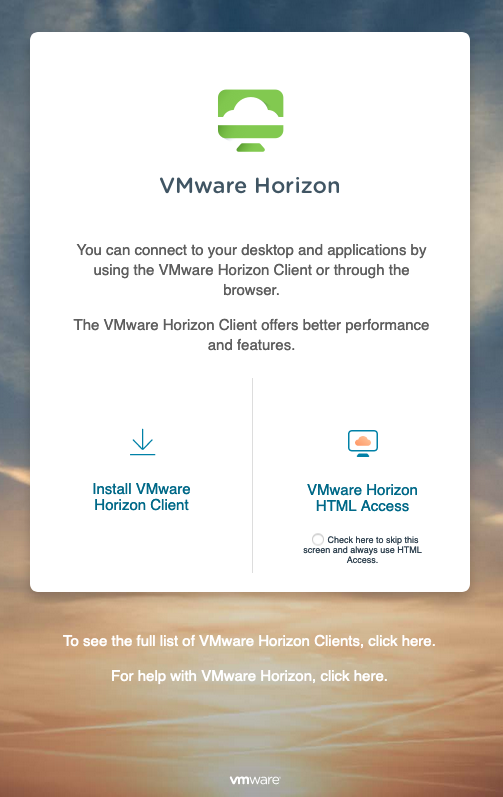 VMware Horizon
You can connect to your desktop and applications by
using the VMware Horizon Client or through the
browser.
The VMware Horizon Client offers better performance
and features.
Install VMware
Horizon Client
VMware Horizon
HTML Access
Check here to skip this
screen and always use HTML
Access.
To see the full list of VMware Horizon Clients, click here.
For help with VMware Horizon, click here.
vmware